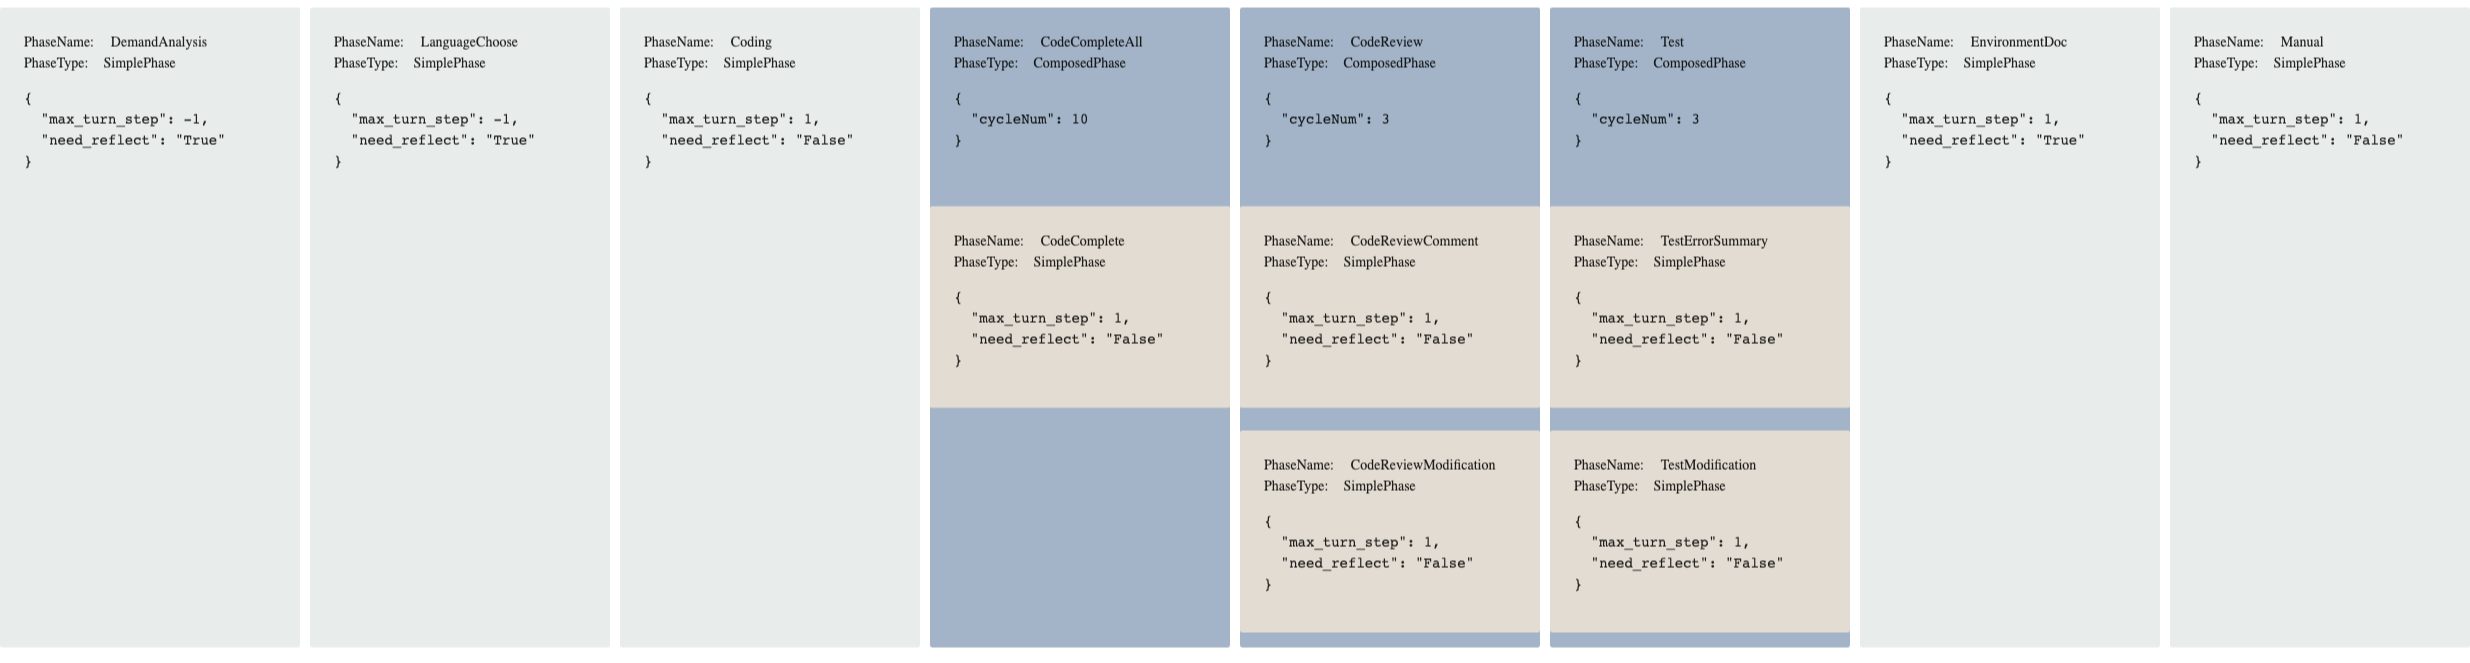 PhaseName: DemandAnalysis
PhaseType: SimplePhase
{
"max_turn_step": -1,
"need_reflect": "True"
}
PhaseName: LanguageChoose
PhaseType: SimplePhase
{
"max_turn_step": -1,
"need_reflect": "True"
}
PhaseName: Coding
PhaseType: SimplePhase
{
"max_turn_step": 1,
"need_reflect": "False"
}
PhaseName: CodeCompleteAll
PhaseType: ComposedPhase
{
"cycleNum": 10
}
PhaseName: CodeComplete
PhaseType: SimplePhase
{
"max_turn_step": 1,
"need_reflect": "False"
}
PhaseName: CodeReview
PhaseType: ComposedPhase
{
"cycleNum": 3
}
PhaseName: CodeReviewComment
PhaseType: SimplePhase
{
"max_turn_step": 1,
"need_reflect": "False"
}
PhaseName: CodeReviewModification
PhaseType: SimplePhase
{
"max_turn_step": 1,
"need_reflect": "False"
}
PhaseName: Test
PhaseType: ComposedPhase
{
"cycleNum": 3
}
PhaseName: TestErrorSummary
PhaseType: SimplePhase
{
"max_turn_step": 1,
"need_reflect": "False"
}
PhaseName: TestModification
PhaseType: SimplePhase
{
"max_turn_step": 1,
"need_reflect": "False"
}
PhaseName: EnvironmentDoc
PhaseType: SimplePhase
{
"max_turn_step": 1,
"need_reflect": "True"
}
PhaseName: Manual
PhaseType: SimplePhase
{
"max_turn_step": 1,
"need_reflect": "False"
}